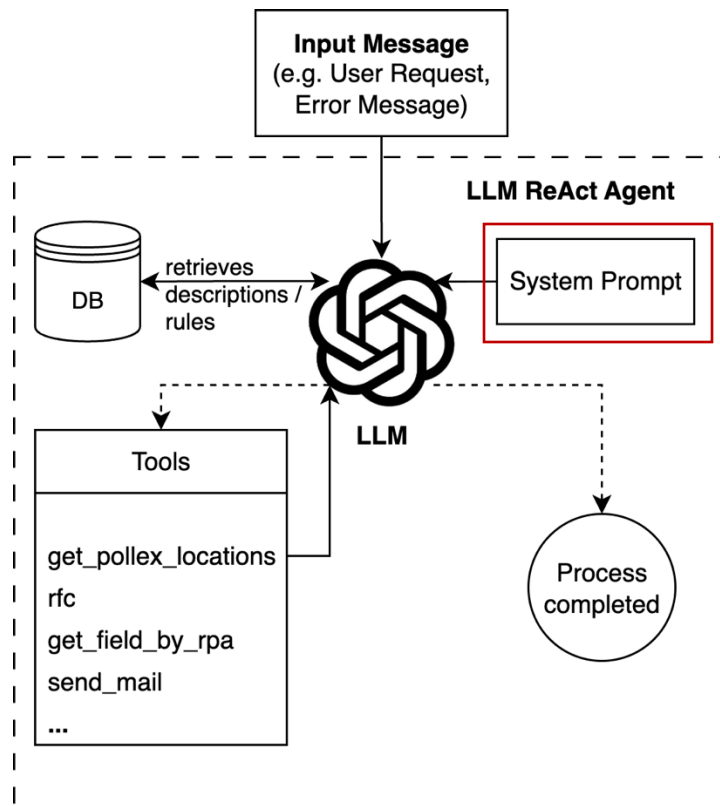 Input Message
(e.g. User Request,
Error Message)
LLM ReAct Agent
DB
retrieves
descriptions /
rules
System Prompt
LLM
Tools
get_pollex_locations
rfc
get_field_by_rpa
send_mail
...
Process
completed